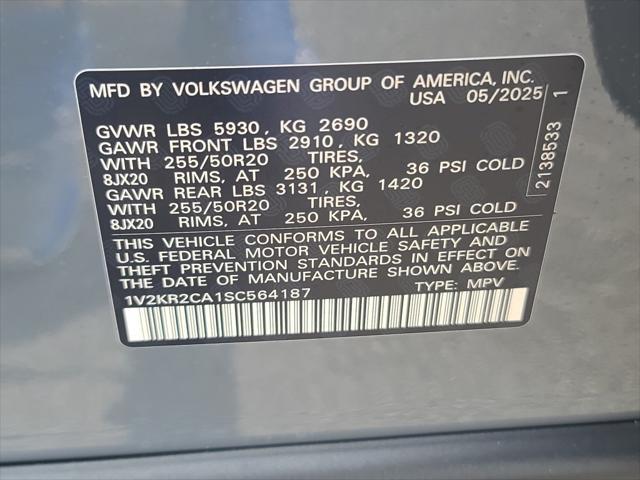 MFD BY VOLKSWAGEN GROUP OF AMERICA, INC.
USA 05/2025
GVWR LBS 5930, KG 2690
GAWR FRONT LBS 2910, KG 1320
WITH 255/50R20 TIRES,
8JX20 RIMS, AT 250 KPA, 36 PSI COLD
GAWR REAR LBS 3131, KG 1420
WITH 255/50R20 TIRES,
8JX20 RIMS, AT 250 KPA, 36 PSI COLD
THIS VEHICLE CONFORMS TO ALL APPLICABLE
U.S. FEDERAL MOTOR VEHICLE SAFETY AND
THEFT PREVENTION STANDARDS IN EFFECT ON
THE DATE OF MANUFACTURE SHOWN ABOVE.
1V2KR2CA1SC564187 TYPE: MPV
2138533 1